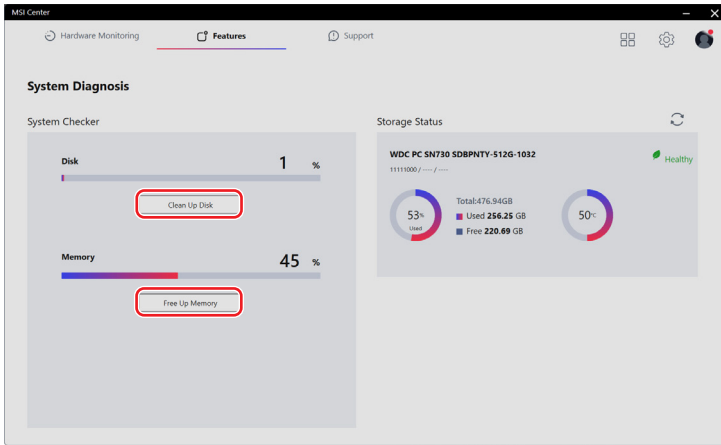 MSI Center
Hardware Monitoring
Features
Support
System Diagnosis
System Checker
Disk
1 %
Clean Up Disk
Memory
45 %
Free Up Memory
Storage Status
WDC PC SN730 SDBPNTY-512G-1032
Healthy
11111000 / ---- / ----
53%
Used
Total:476.94GB
Used 256.25 GB
Free 220.69 GB
50°C